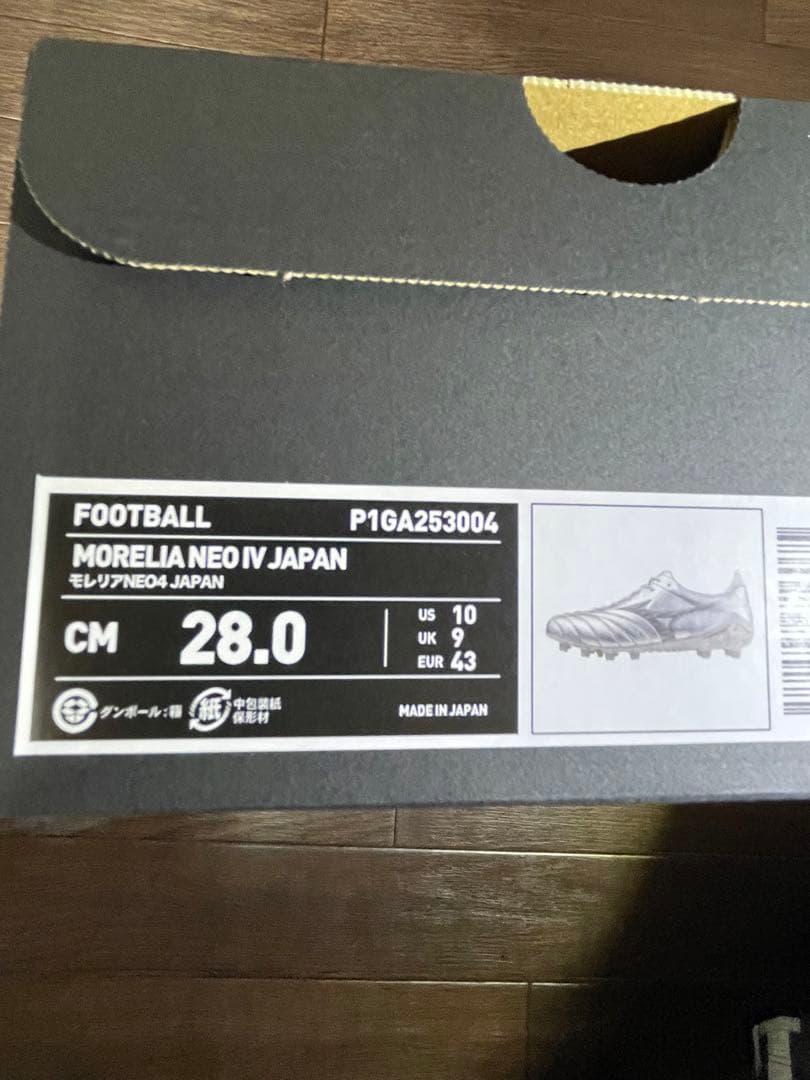 FOOTBALL P1GA253004
MORELIA NEO IV JAPAN
モレリアNEO4 JAPAN
CM 28.0
US 10
UK 9
EUR 43
ダンボール:箱
紙 中包装紙
保形材
MADE IN JAPAN